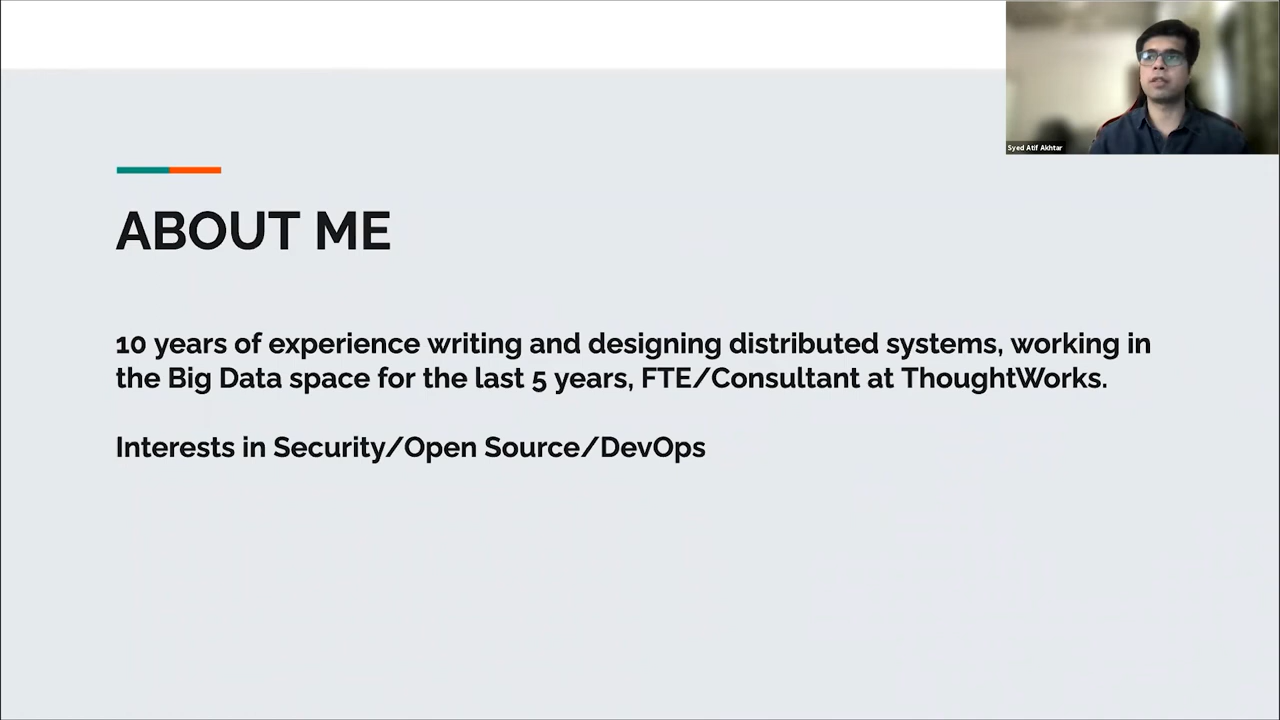 Syed Atif Akhtar
ABOUT ME
10 years of experience writing and designing distributed systems, working in
the Big Data space for the last 5 years, FTE/Consultant at ThoughtWorks.
Interests in Security/Open Source/DevOps